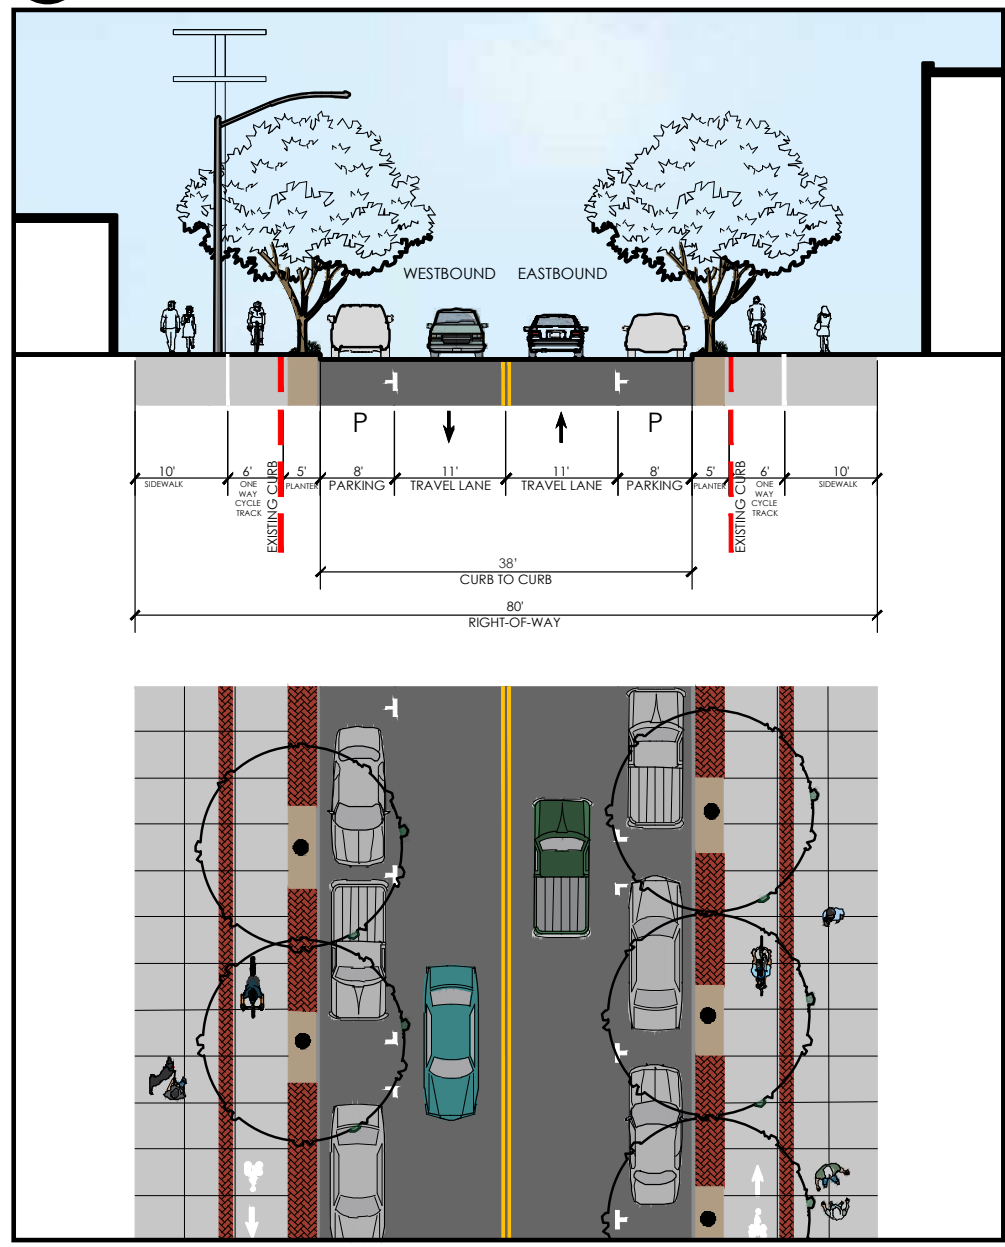 WESTBOUND EASTBOUND
P P
10' 6' 5' 8' 11' 11' 8' 5' 6' 10'
SIDEWALK ONE WAY CYCLE TRACK PLANTER PARKING TRAVEL LANE TRAVEL LANE PARKING PLANTER ONE WAY CYCLE TRACK SIDEWALK
EXISTING CURB EXISTING CURB
38'
CURB TO CURB
80'
RIGHT-OF-WAY